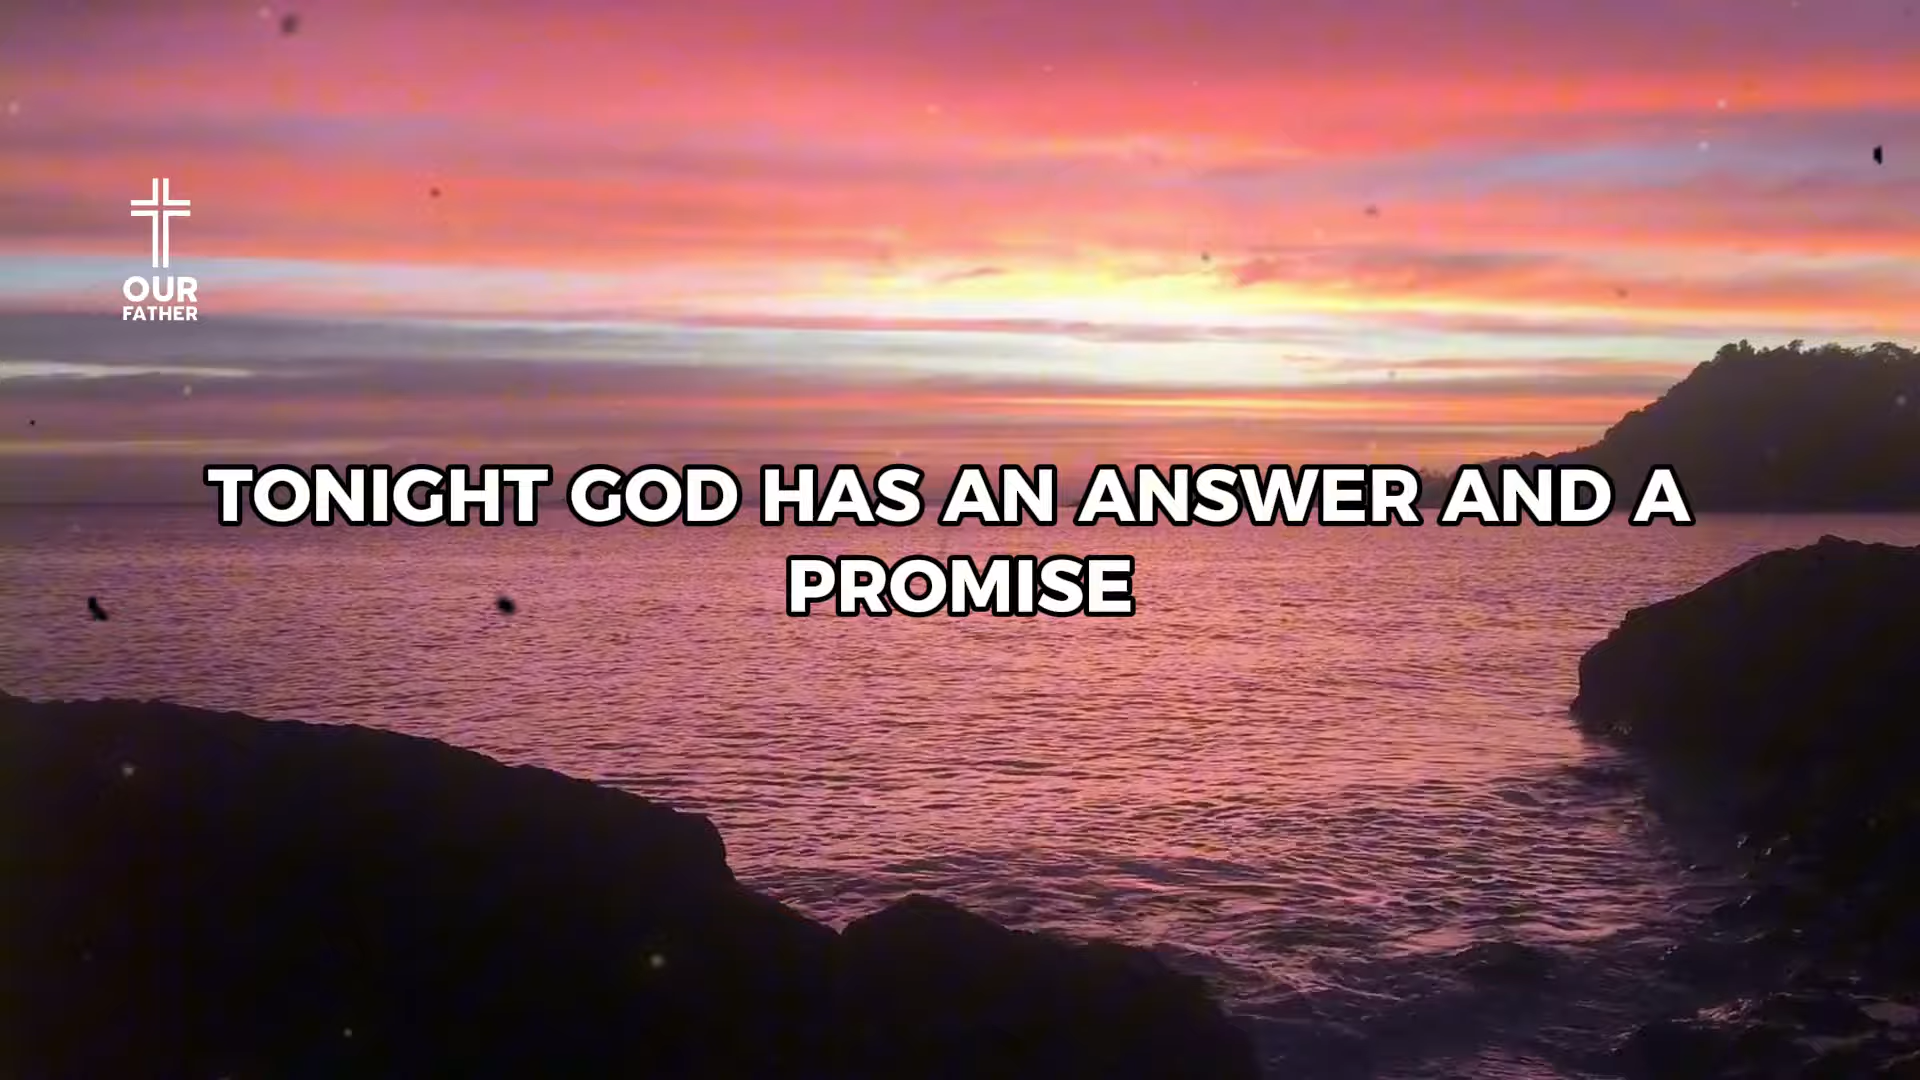 OUR
FATHER
TONIGHT GOD HAS AN ANSWER AND A
PROMISE